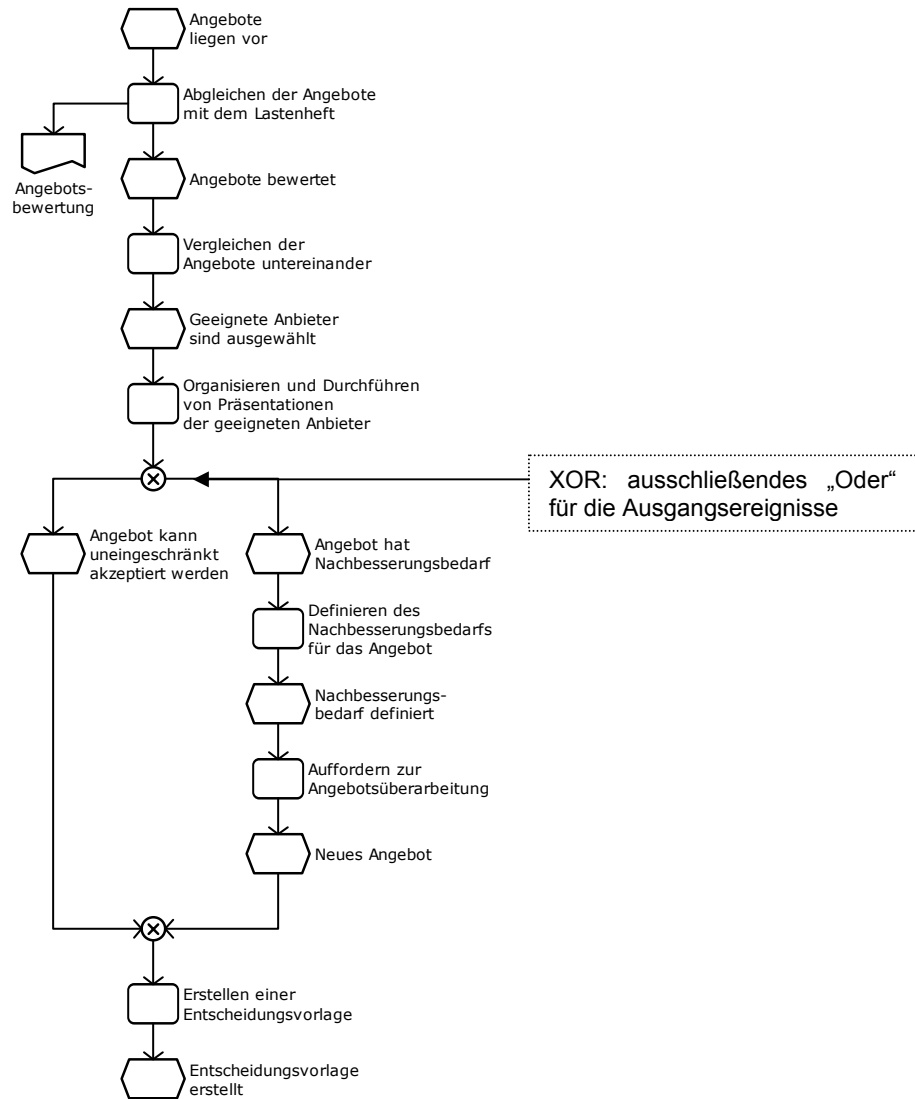 Angebote
liegen vor
Abgleichen der Angebote
mit dem Lastenheft
Angebots-
bewertung
Angebote bewertet
Vergleichen der
Angebote untereinander
Geeignete Anbieter
sind ausgewählt
Organisieren und Durchführen
von Präsentationen
der geeigneten Anbieter
XOR: ausschließendes „Oder“
für die Ausgangsereignisse
Angebot kann
uneingeschränkt
akzeptiert werden
Angebot hat
Nachbesserungsbedarf
Definieren des
Nachbesserungsbedarfs
für das Angebot
Nachbesserungs-
bedarf definiert
Auffordern zur
Angebotsüberarbeitung
Neues Angebot
Erstellen einer
Entscheidungsvorlage
Entscheidungsvorlage
erstellt